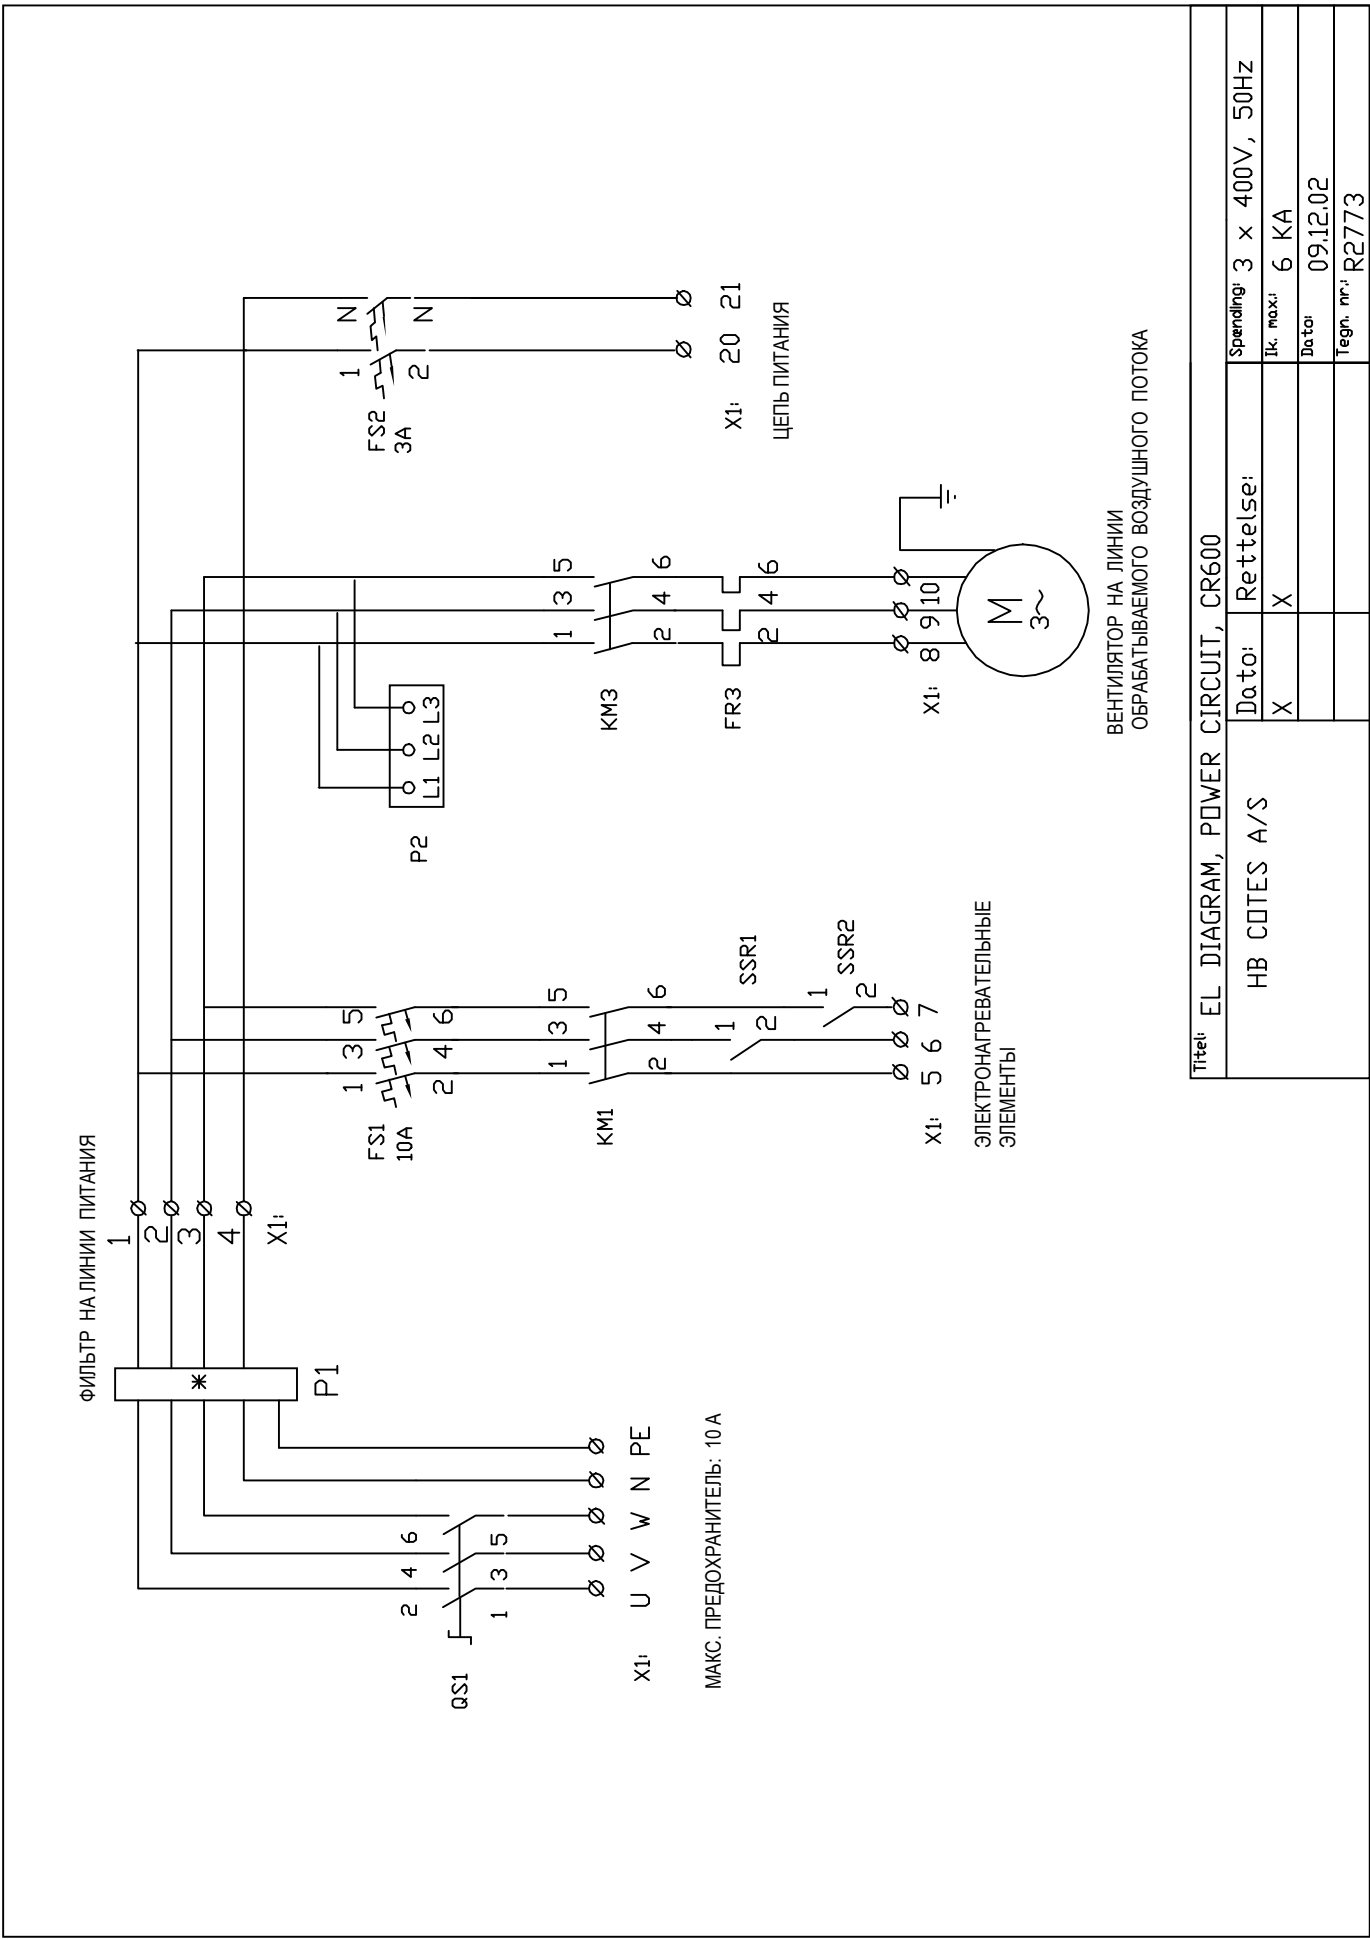 ФИЛЬТР НА ЛИНИИ ПИТАНИЯ
P1
*
1
2
3
4
X1:
QS1
2 4 6
1 3 5
X1: U V W N PE
МАКС. ПРЕДОХРАНИТЕЛЬ: 10 А
FS1
10A
1 3 5
2 4 6
KM1
1 3 5
2 4 6
SSR1
1
2
SSR2
1
2
X1: 5 6 7
ЭЛЕКТРОНАГРЕВАТЕЛЬНЫЕ
ЭЛЕМЕНТЫ
P2
L1 L2 L3
KM3
1 3 5
2 4 6
FR3
2 4 6
X1: 8 9 10
M
3~
ВЕНТИЛЯТОР НА ЛИНИИ
ОБРАБАТЫВАЕМОГО ВОЗДУШНОГО ПОТОКА
FS2
3A
1 N
2 N
X1: 20 21
ЦЕПЬ ПИТАНИЯ
Titel: EL DIAGRAM, POWER CIRCUIT, CR600
HB COTES A/S
Dato: Rettelse:
X X
Spending: 3 x 400V, 50Hz
Ik. max.: 6 KA
Dato: 09.12.02
Tegn. nr.: R2773